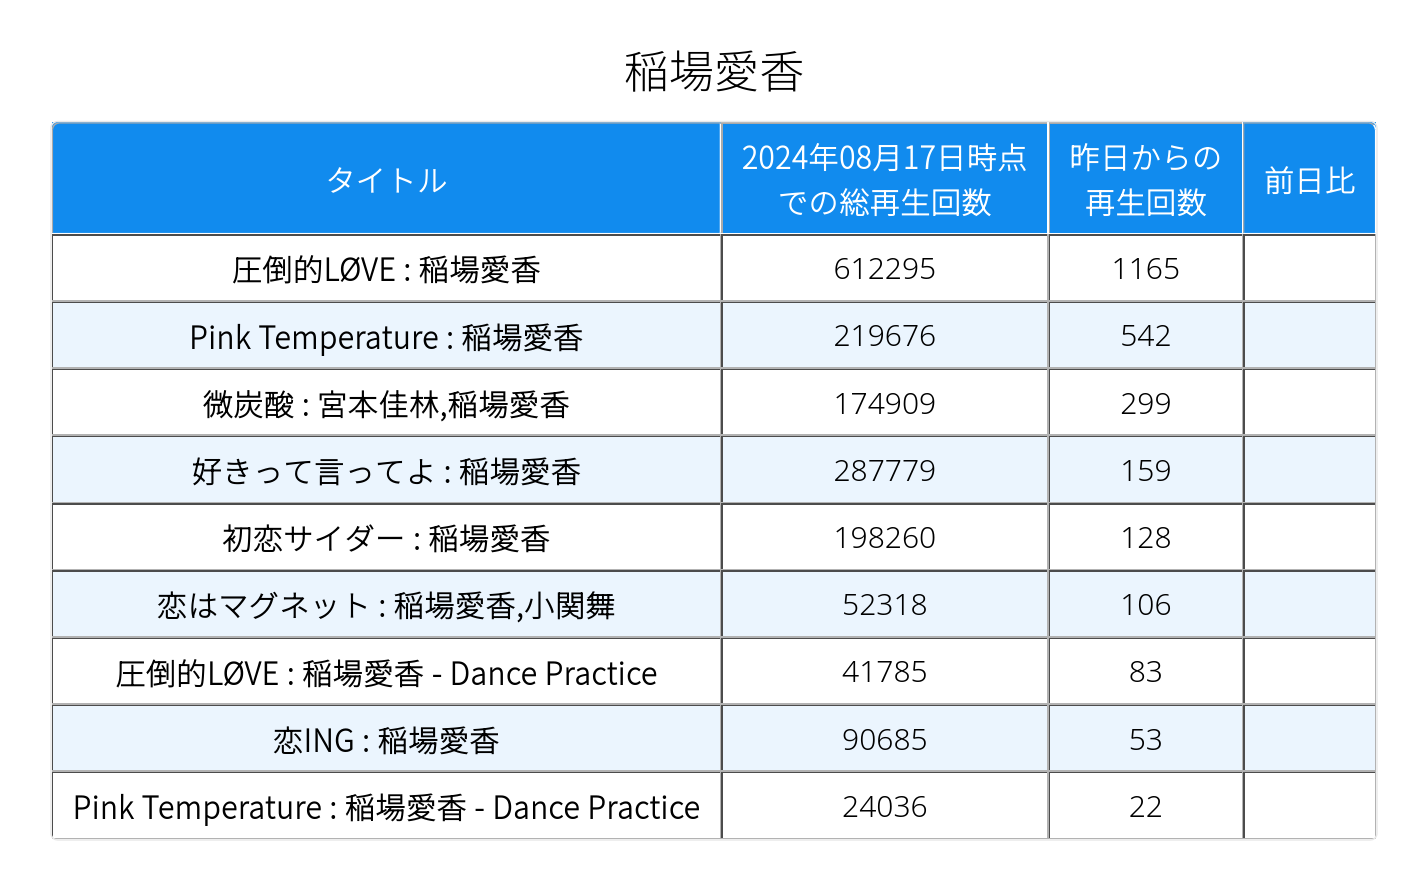 稲場愛香
タイトル
2024年08月17日時点
での総再生回数
昨日からの
再生回数
前日比
圧倒的LØVE : 稲場愛香 612295 1165
Pink Temperature : 稲場愛香 219676 542
微炭酸 : 宮本佳林,稲場愛香 174909 299
好きって言ってよ : 稲場愛香 287779 159
初恋サイダー : 稲場愛香 198260 128
恋はマグネット : 稲場愛香,小関舞 52318 106
圧倒的LØVE : 稲場愛香 - Dance Practice 41785 83
恋ING : 稲場愛香 90685 53
Pink Temperature : 稲場愛香 - Dance Practice 24036 22